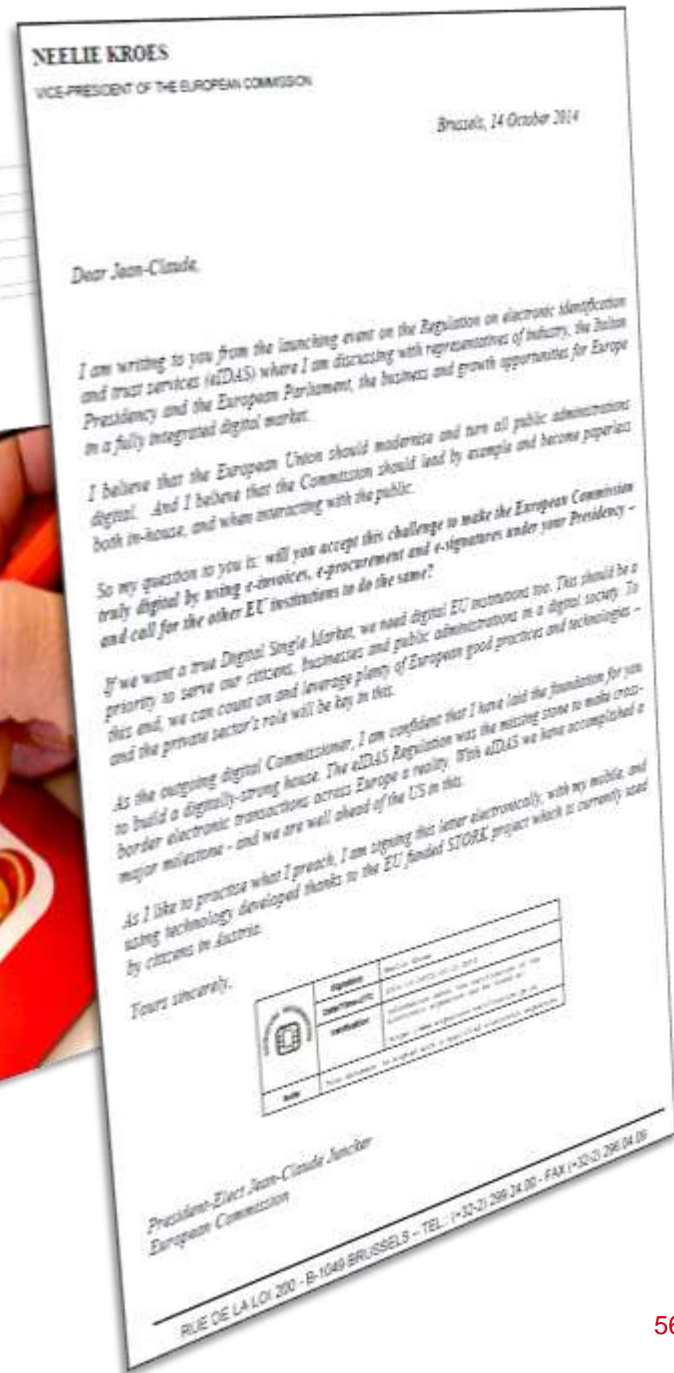 NEELIE KROES
VICE-PRESIDENT OF THE EUROPEAN COMMISSION
Brussels, 14 October 2014
Dear Jean-Claude,
I am writing to you from the launching event on the Regulation on electronic identification
and trust services (eIDAS) where I am discussing with representatives of industry, the Italian
Presidency and the European Parliament, the business and growth opportunities for Europe
in a fully integrated digital market.
I believe that the European Union should modernise and turn all public administrations
digital. And I believe that the Commission should lead by example and become paperless
both in-house, and when interacting with the public.
So my question to you is: will you accept this challenge to make the European Commission
truly digital by using e-invoices, e-procurement and e-signatures under your Presidency –
and call for the other EU institutions to do the same?
If we want a true Digital Single Market, we need digital EU institutions too. This should be a
priority to serve our citizens, businesses and public administrations in a digital society. To
this end, we can count on and leverage plenty of European good practices and technologies –
and the private sector's role will be key in this.
As the outgoing digital Commissioner, I am confident that I have laid the foundation for you
to build a digitally-strong house. The eIDAS Regulation was the missing stone to make cross-
border electronic transactions across Europe a reality. With eIDAS we have accomplished a
major milestone - and we are well ahead of the US in this.
As I like to practise what I preach, I am signing this letter electronically, with my mobile, and
using technology developed thanks to the EU funded STORK project which is currently used
by citizens in Austria.
Yours sincerely,
Signatory
Neelie Kroes
Date/Time-UTC
Verification
Note
President-Elect Jean-Claude Juncker
European Commission
RUE DE LA LOI 200 - B-1049 BRUSSELS – TEL.: (+32-2) 299.24.00 - FAX (+32-2) 296.04.09
56